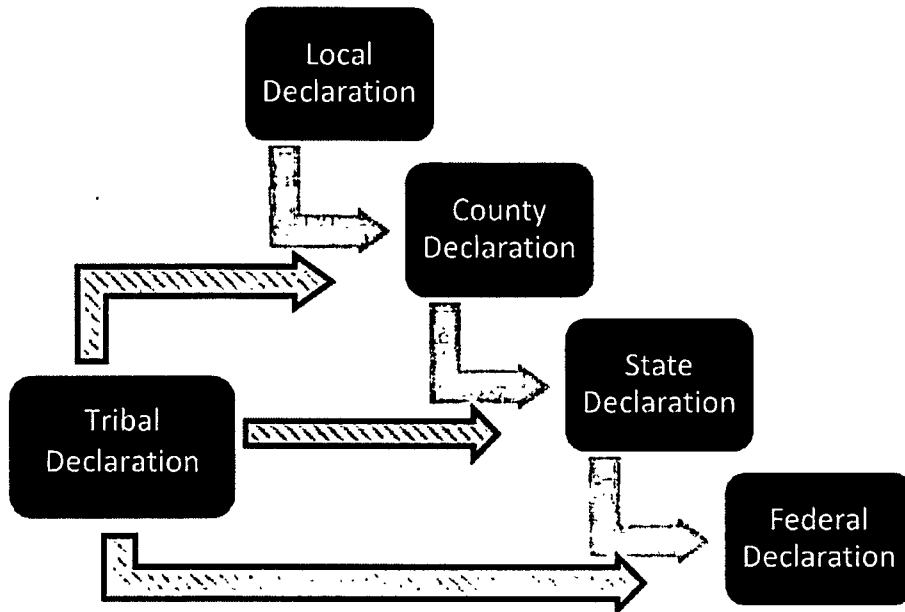 Local
Declaration
County
Declaration
State
Declaration
Tribal
Declaration
Federal
Declaration